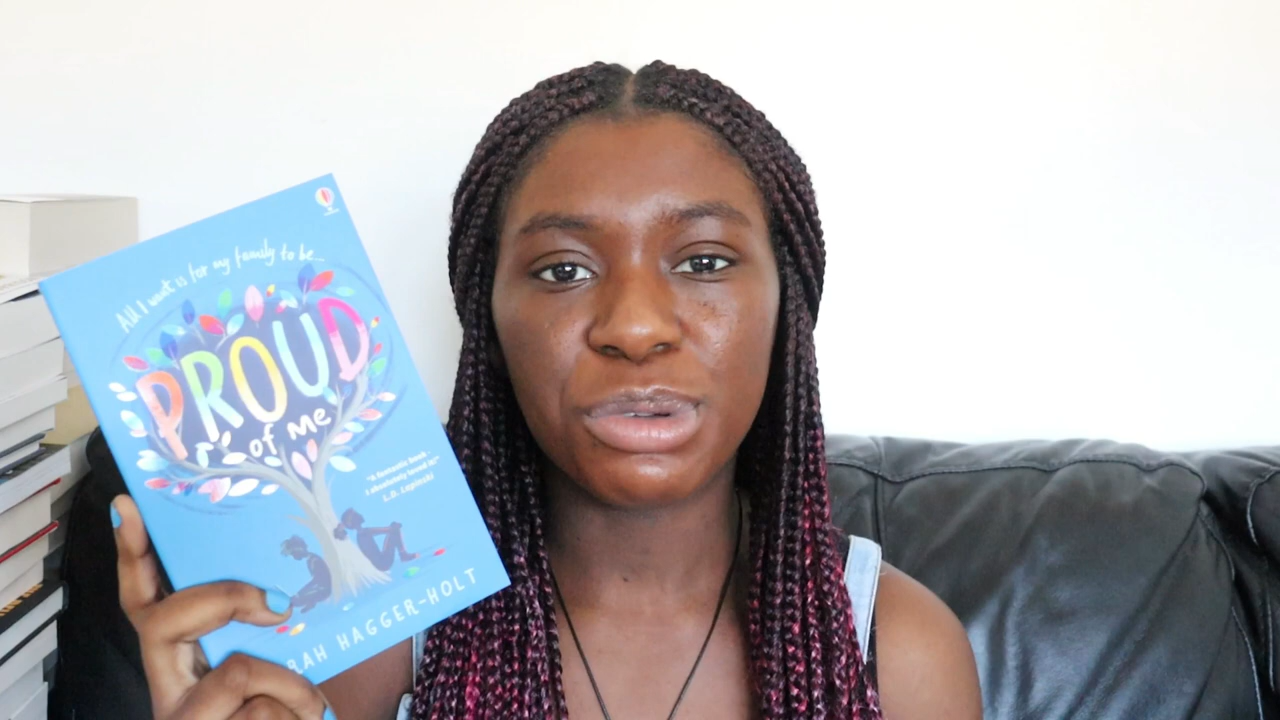 All I want is for my family to be...
PROUD
of me
"A fantastic book
I absolutely loved it!"
L.D. Lapinski
RAH HAGGER-HOLT